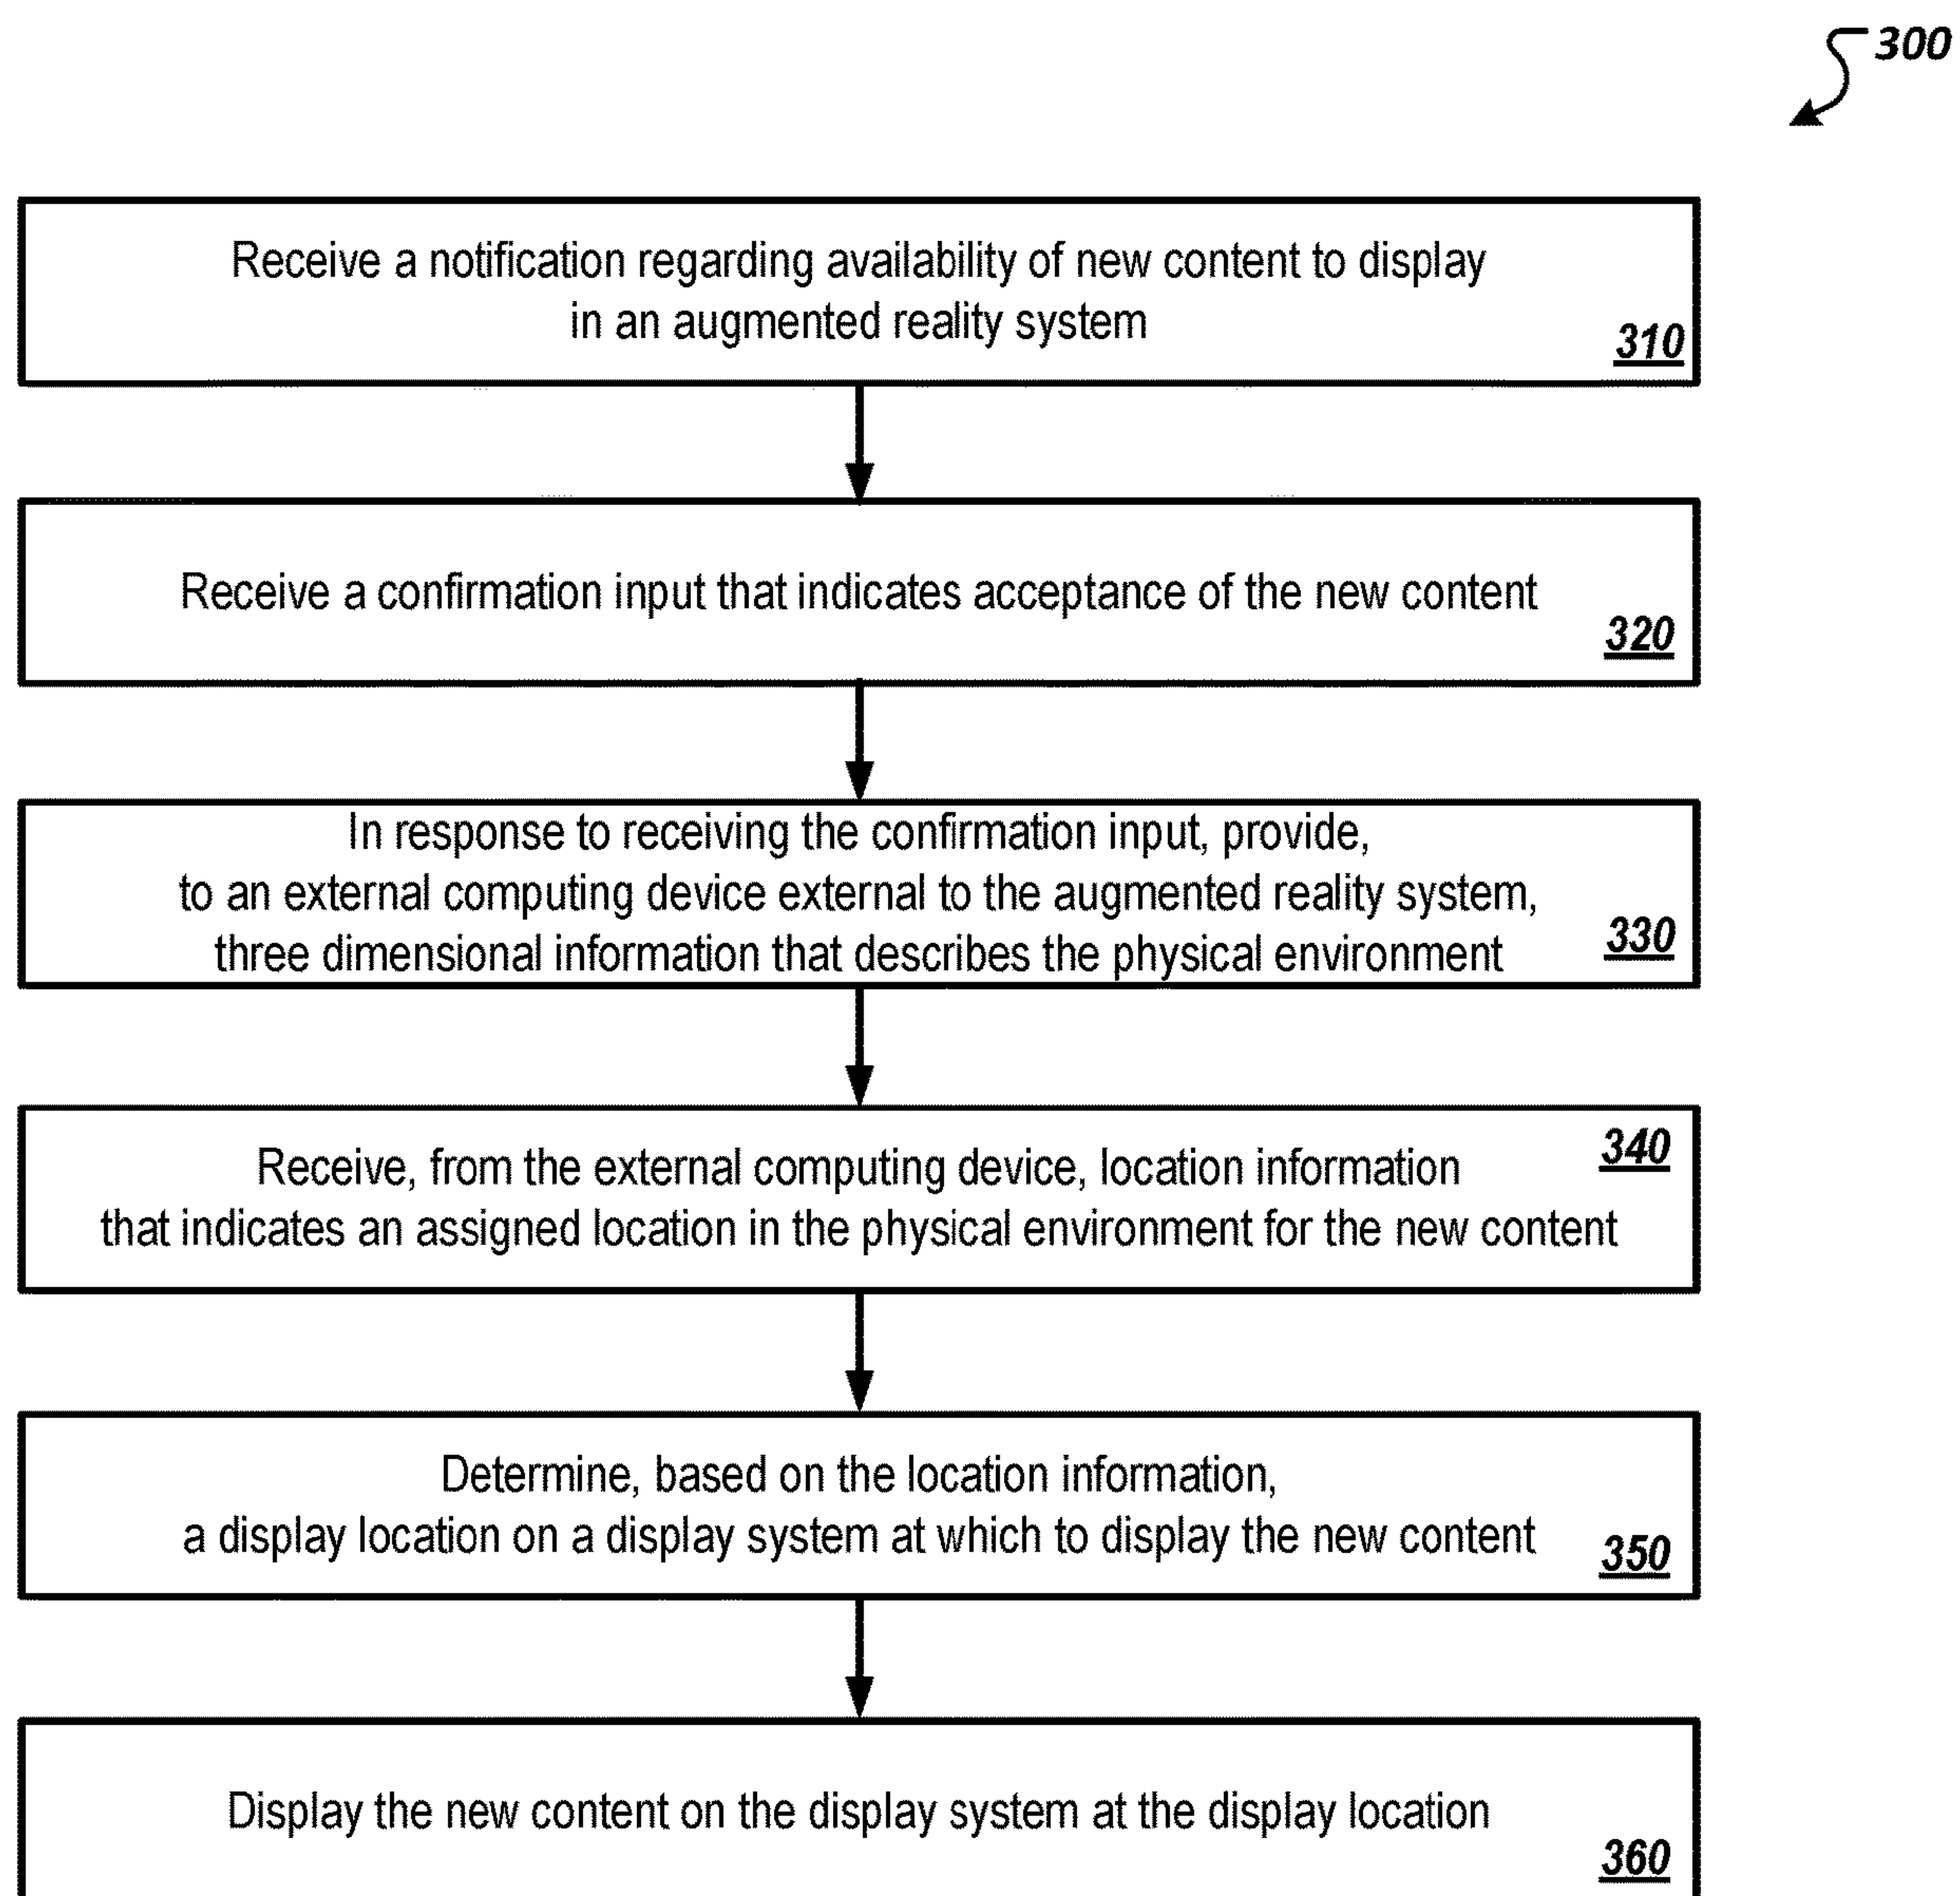 300
Receive a notification regarding availability of new content to display
in an augmented reality system
310
Receive a confirmation input that indicates acceptance of the new content
320
In response to receiving the confirmation input, provide,
to an external computing device external to the augmented reality system,
three dimensional information that describes the physical environment
330
340
Receive, from the external computing device, location information
that indicates an assigned location in the physical environment for the new content
Determine, based on the location information,
a display location on a display system at which to display the new content
350
Display the new content on the display system at the display location
360